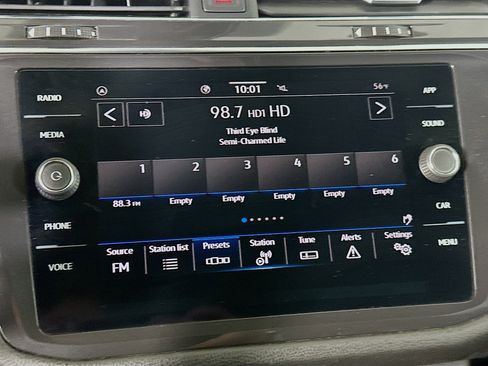 RADIO
MEDIA
PHONE
VOICE
APP
SOUND
CAR
MENU
10:01
56°F
HD
98.7 HD1 HD
Third Eye Blind
Semi-Charmed Life
1 2 3 4 5 6
88.3 FM Empty Empty Empty Empty Empty
Source Station list Presets Station Tune Alerts Settings
FM